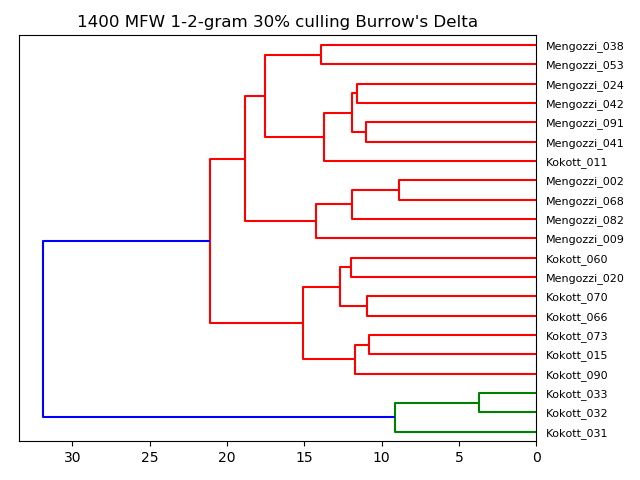 1400 MFW 1-2-gram 30% culling Burrow's Delta
Mengozzi_038
Mengozzi_053
Mengozzi_024
Mengozzi_042
Mengozzi_091
Mengozzi_041
Kokott_011
Mengozzi_002
Mengozzi_068
Mengozzi_082
Mengozzi_009
Kokott_060
Mengozzi_020
Kokott_070
Kokott_066
Kokott_073
Kokott_015
Kokott_090
Kokott_033
Kokott_032
Kokott_031
30 25 20 15 10 5 0